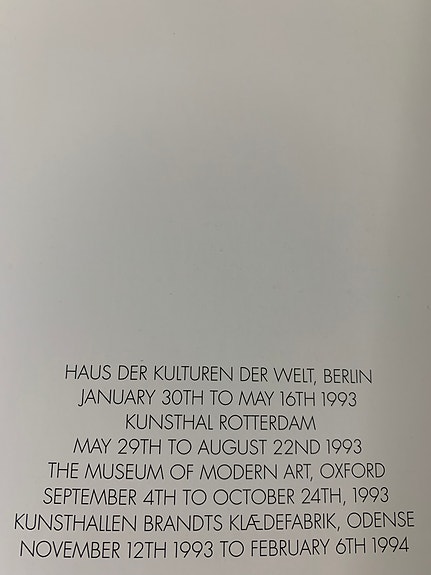 HAUS DER KULTUREN DER WELT, BERLIN
JANUARY 30TH TO MAY 16TH 1993
KUNSTHAL ROTTERDAM
MAY 29TH TO AUGUST 22ND 1993
THE MUSEUM OF MODERN ART, OXFORD
SEPTEMBER 4TH TO OCTOBER 24TH, 1993
KUNSTHALLEN BRANDTS KLÆDEFABRIK, ODENSE
NOVEMBER 12TH 1993 TO FEBRUARY 6TH 1994